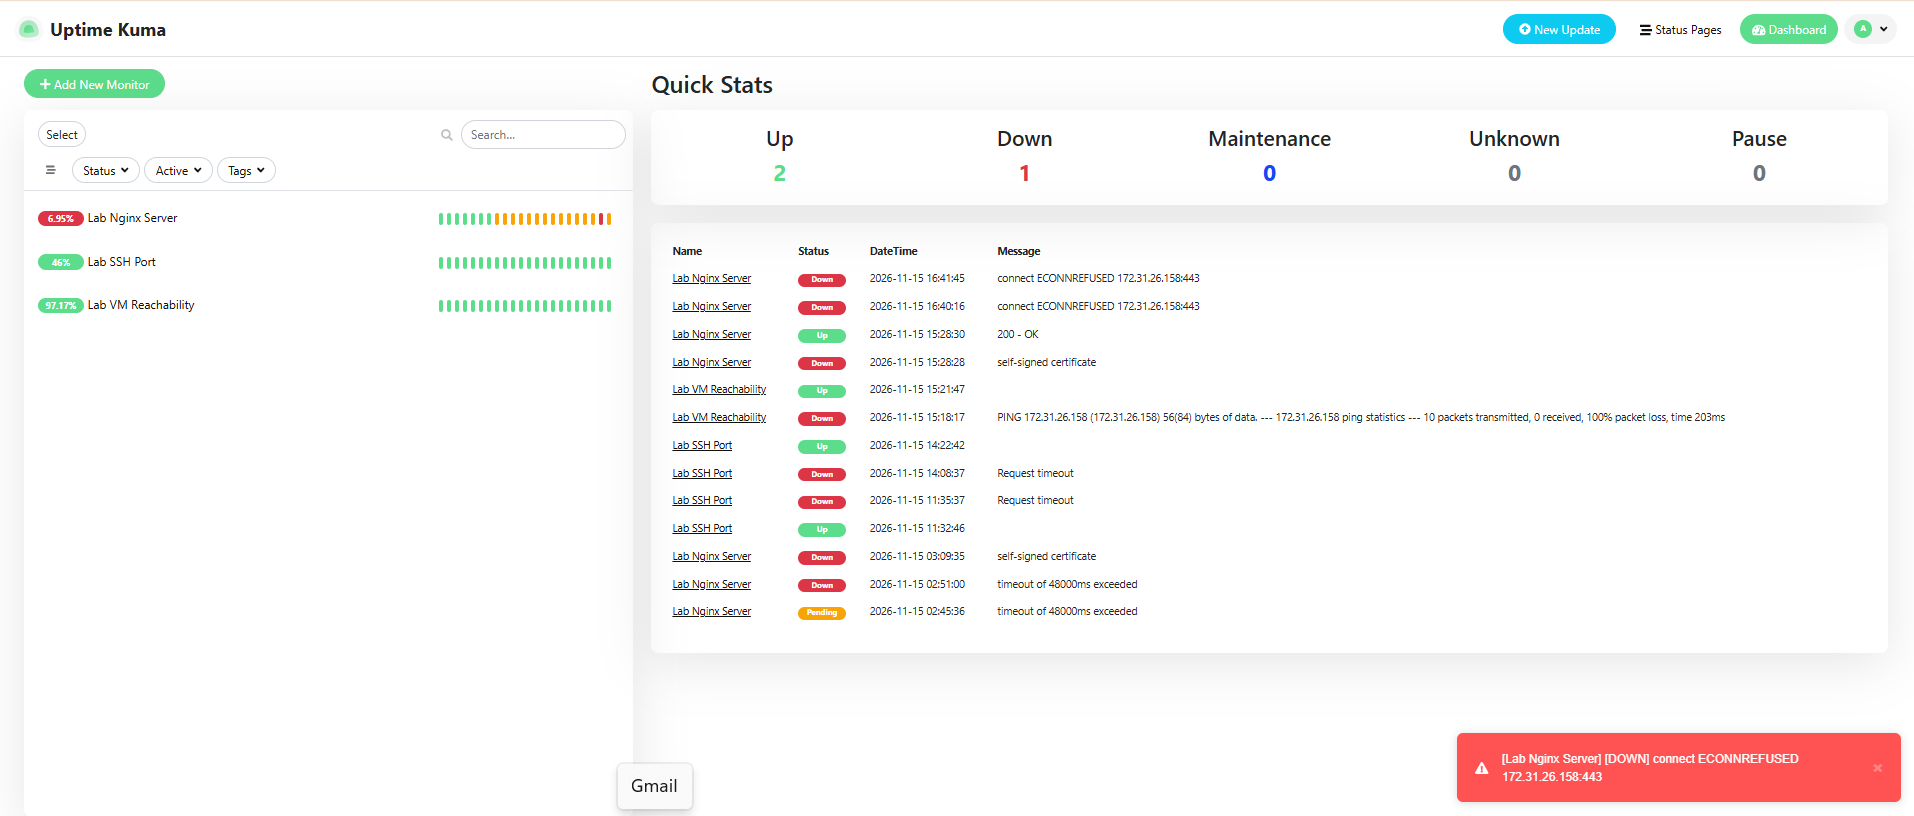 Uptime Kuma
New Update
Status Pages
Dashboard
A
Add New Monitor
Select
Search...
Status
Active
Tags
6.95% Lab Nginx Server
46% Lab SSH Port
97.17% Lab VM Reachability
Quick Stats
Up Down Maintenance Unknown Pause
2 1 0 0 0
Name Status DateTime Message
Lab Nginx Server Down 2026-11-15 16:41:45 connect ECONNREFUSED 172.31.26.158:443
Lab Nginx Server Down 2026-11-15 16:40:16 connect ECONNREFUSED 172.31.26.158:443
Lab Nginx Server Up 2026-11-15 15:28:30 200 - OK
Lab Nginx Server Down 2026-11-15 15:28:28 self-signed certificate
Lab VM Reachability Up 2026-11-15 15:21:47
Lab VM Reachability Down 2026-11-15 15:18:17 PING 172.31.26.158 (172.31.26.158) 56(84) bytes of data. --- 172.31.26.158 ping statistics --- 10 packets transmitted, 0 received, 100% packet loss, time 203ms
Lab SSH Port Up 2026-11-15 14:22:42
Lab SSH Port Down 2026-11-15 14:08:37 Request timeout
Lab SSH Port Down 2026-11-15 11:35:37 Request timeout
Lab SSH Port Up 2026-11-15 11:32:46
Lab Nginx Server Down 2026-11-15 03:09:35 self-signed certificate
Lab Nginx Server Down 2026-11-15 02:51:00 timeout of 48000ms exceeded
Lab Nginx Server Pending 2026-11-15 02:45:36 timeout of 48000ms exceeded
[Lab Nginx Server] [DOWN] connect ECONNREFUSED
172.31.26.158:443
Gmail